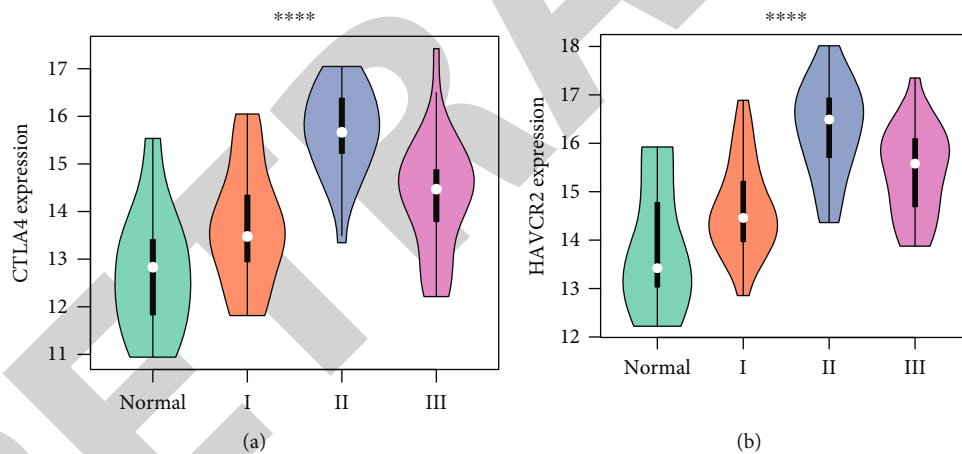 ****
CTLA4 expression
17
16
15
14
13
12
11
Normal I II III
(a)
****
HAVCR2 expression
18
17
16
15
14
13
12
Normal I II III
(b)